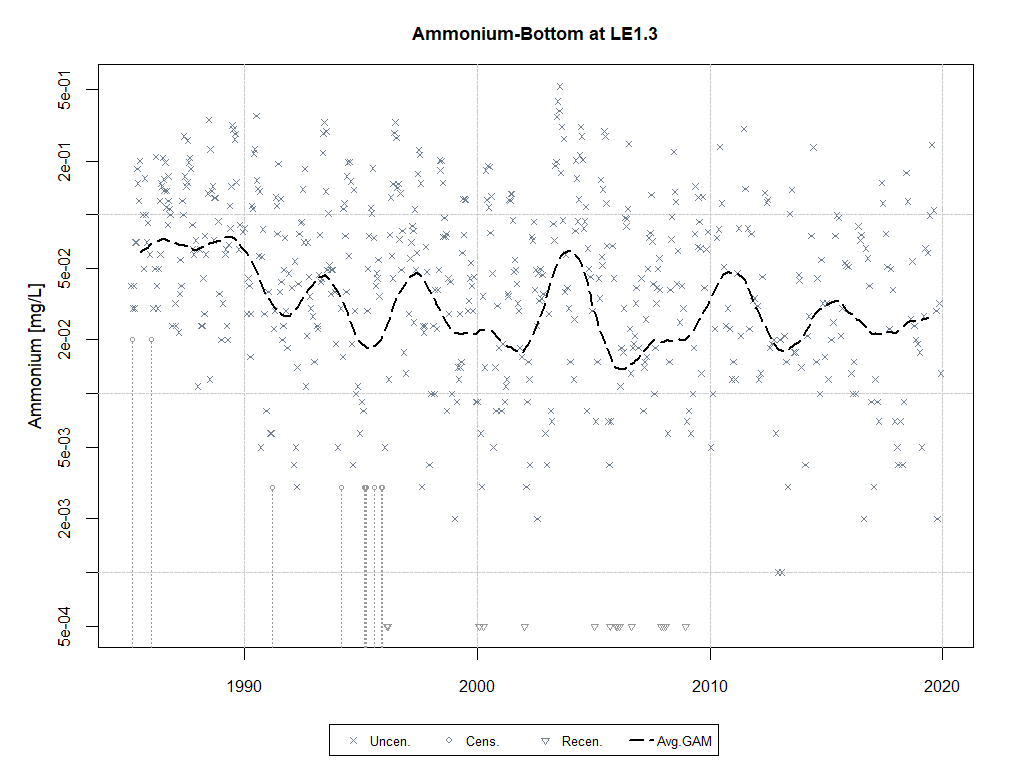 Ammonium-Bottom at LE1.3
Ammonium [mg/L]
5e-01
2e-01
5e-02
2e-02
5e-03
2e-03
5e-04
1990 2000 2010 2020
Uncen. Cens. Recen. Avg.GAM